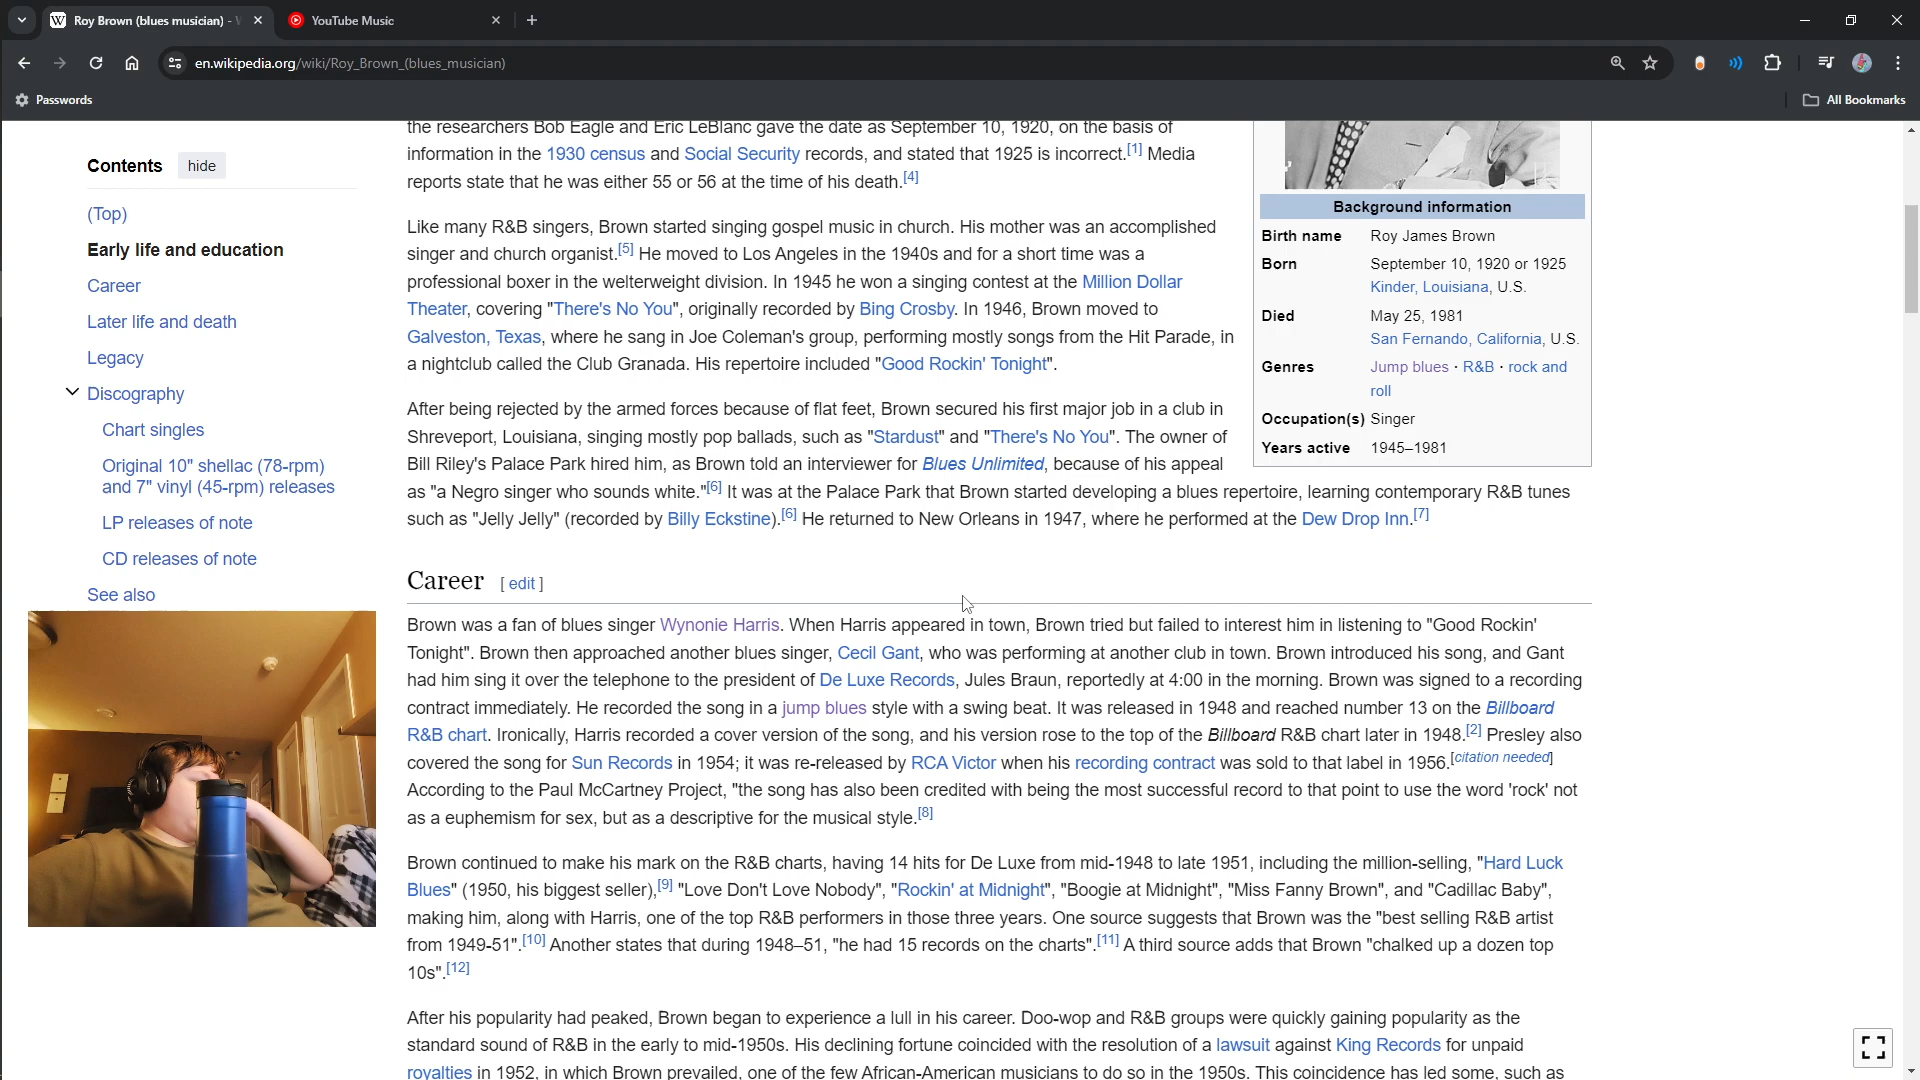 Roy Brown (blues musician) -
YouTube Music
en.wikipedia.org/wiki/Roy_Brown_(blues_musician)
Passwords
All Bookmarks
Contents
hide
(Top)
Early life and education
Career
Later life and death
Legacy
Discography
Chart singles
Original 10" shellac (78-rpm)
and 7" vinyl (45-rpm) releases
LP releases of note
CD releases of note
See also
the researchers Bob Eagle and Eric LeBlanc gave the date as September 10, 1920, on the basis of
information in the 1930 census and Social Security records, and stated that 1925 is incorrect.[1] Media
reports state that he was either 55 or 56 at the time of his death.[4]
Like many R&B singers, Brown started singing gospel music in church. His mother was an accomplished
singer and church organist.[5] He moved to Los Angeles in the 1940s and for a short time was a
professional boxer in the welterweight division. In 1945 he won a singing contest at the Million Dollar
Theater, covering "There's No You", originally recorded by Bing Crosby. In 1946, Brown moved to
Galveston, Texas, where he sang in Joe Coleman's group, performing mostly songs from the Hit Parade, in
a nightclub called the Club Granada. His repertoire included "Good Rockin' Tonight".
After being rejected by the armed forces because of flat feet, Brown secured his first major job in a club in
Shreveport, Louisiana, singing mostly pop ballads, such as "Stardust" and "There's No You". The owner of
Bill Riley's Palace Park hired him, as Brown told an interviewer for Blues Unlimited, because of his appeal
as "a Negro singer who sounds white."[6] It was at the Palace Park that Brown started developing a blues repertoire, learning contemporary R&B tunes
such as "Jelly Jelly" (recorded by Billy Eckstine).[6] He returned to New Orleans in 1947, where he performed at the Dew Drop Inn.[7]
Background information
Birth name Roy James Brown
Born September 10, 1920 or 1925
Kinder, Louisiana, U.S.
Died May 25, 1981
San Fernando, California, U.S.
Genres Jump blues · R&B · rock and
roll
Occupation(s) Singer
Years active 1945–1981
Career [ edit ]
Brown was a fan of blues singer Wynonie Harris. When Harris appeared in town, Brown tried but failed to interest him in listening to "Good Rockin'
Tonight". Brown then approached another blues singer, Cecil Gant, who was performing at another club in town. Brown introduced his song, and Gant
had him sing it over the telephone to the president of De Luxe Records, Jules Braun, reportedly at 4:00 in the morning. Brown was signed to a recording
contract immediately. He recorded the song in a jump blues style with a swing beat. It was released in 1948 and reached number 13 on the Billboard
R&B chart. Ironically, Harris recorded a cover version of the song, and his version rose to the top of the Billboard R&B chart later in 1948.[2] Presley also
covered the song for Sun Records in 1954; it was re-released by RCA Victor when his recording contract was sold to that label in 1956.[citation needed]
According to the Paul McCartney Project, "the song has also been credited with being the most successful record to that point to use the word 'rock' not
as a euphemism for sex, but as a descriptive for the musical style.[8]
Brown continued to make his mark on the R&B charts, having 14 hits for De Luxe from mid-1948 to late 1951, including the million-selling, "Hard Luck
Blues" (1950, his biggest seller),[9] "Love Don't Love Nobody", "Rockin' at Midnight", "Boogie at Midnight", "Miss Fanny Brown", and "Cadillac Baby",
making him, along with Harris, one of the top R&B performers in those three years. One source suggests that Brown was the "best selling R&B artist
from 1949-51".[10] Another states that during 1948–51, "he had 15 records on the charts".[11] A third source adds that Brown "chalked up a dozen top
10s".[12]
After his popularity had peaked, Brown began to experience a lull in his career. Doo-wop and R&B groups were quickly gaining popularity as the
standard sound of R&B in the early to mid-1950s. His declining fortune coincided with the resolution of a lawsuit against King Records for unpaid
royalties in 1952, in which Brown prevailed, one of the few African-American musicians to do so in the 1950s. This coincidence has led some, such as